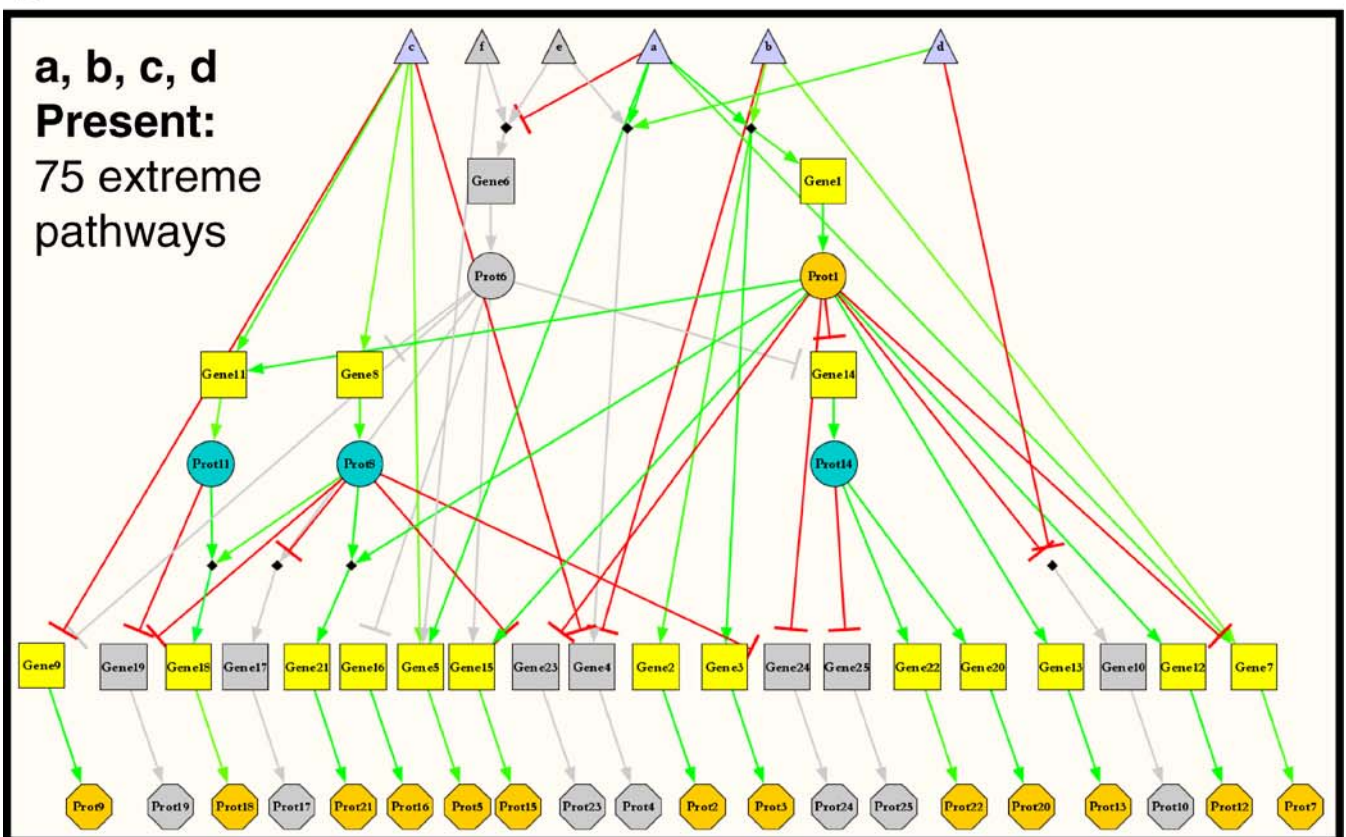 a, b, c, d
Present:
75 extreme
pathways
c f e a b d
Gene6 Gene1
Prot6 Prot1
Gene11 Gene8 Gene14
Prot11 Prot8 Prot14
Gene9 Gene19 Gene18 Gene17 Gene21 Gene16 Gene5 Gene15 Gene23 Gene4 Gene2 Gene3 Gene24 Gene25 Gene22 Gene20 Gene13 Gene10 Gene12 Gene7
Prot9 Prot19 Prot18 Prot17 Prot21 Prot16 Prot5 Prot15 Prot23 Prot4 Prot2 Prot3 Prot24 Prot25 Prot22 Prot20 Prot13 Prot10 Prot12 Prot7